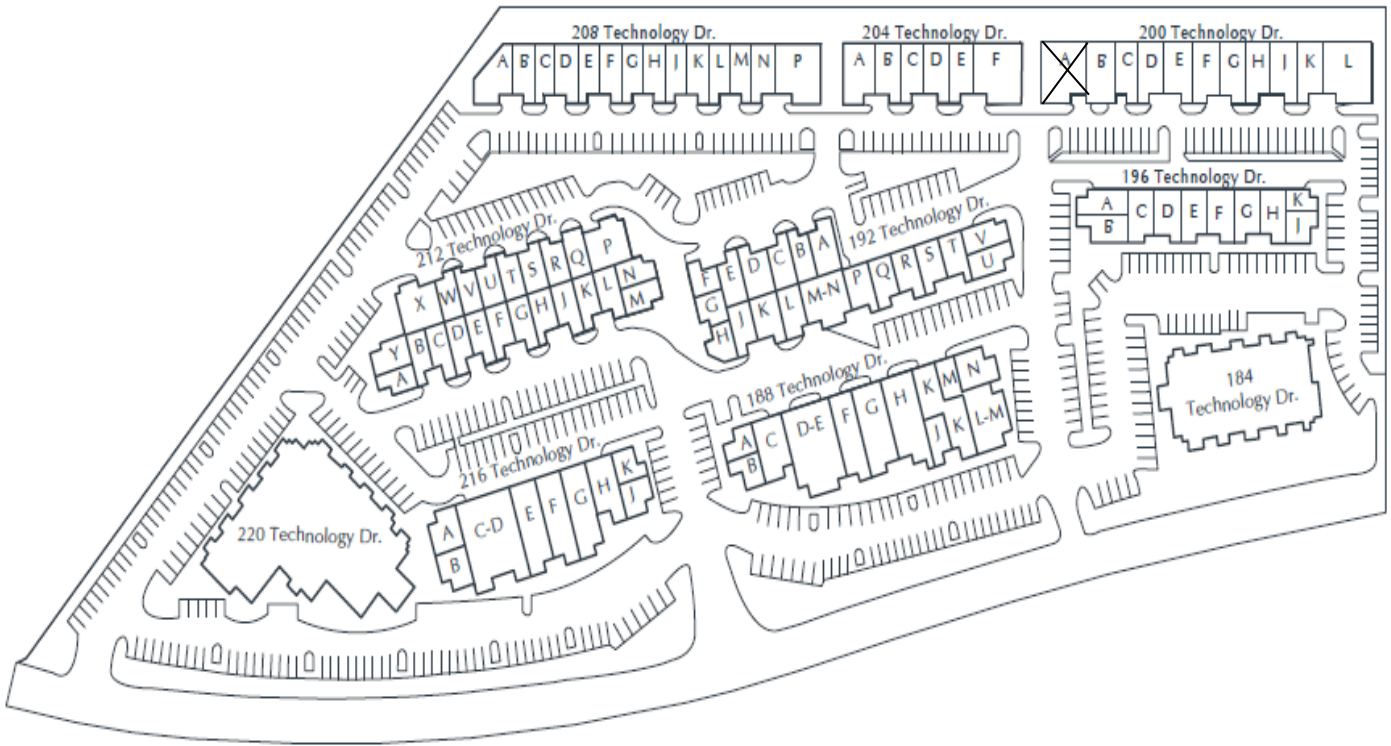 208 Technology Dr.
204 Technology Dr.
200 Technology Dr.
A B C D E F G H J K L M N P
A B C D E F
A B C D E F G H J K L
196 Technology Dr.
A B C D E F G H K J
212 Technology Dr.
X W V U T S R Q P
Y A B C D E F G H J K L N M
192 Technology Dr.
F E D C B A
G H J K L M-N P Q R S T V U
188 Technology Dr.
A B C D-E F G H K M N
J K L-M
184
Technology Dr.
216 Technology Dr.
A B C-D E F G H K J
220 Technology Dr.